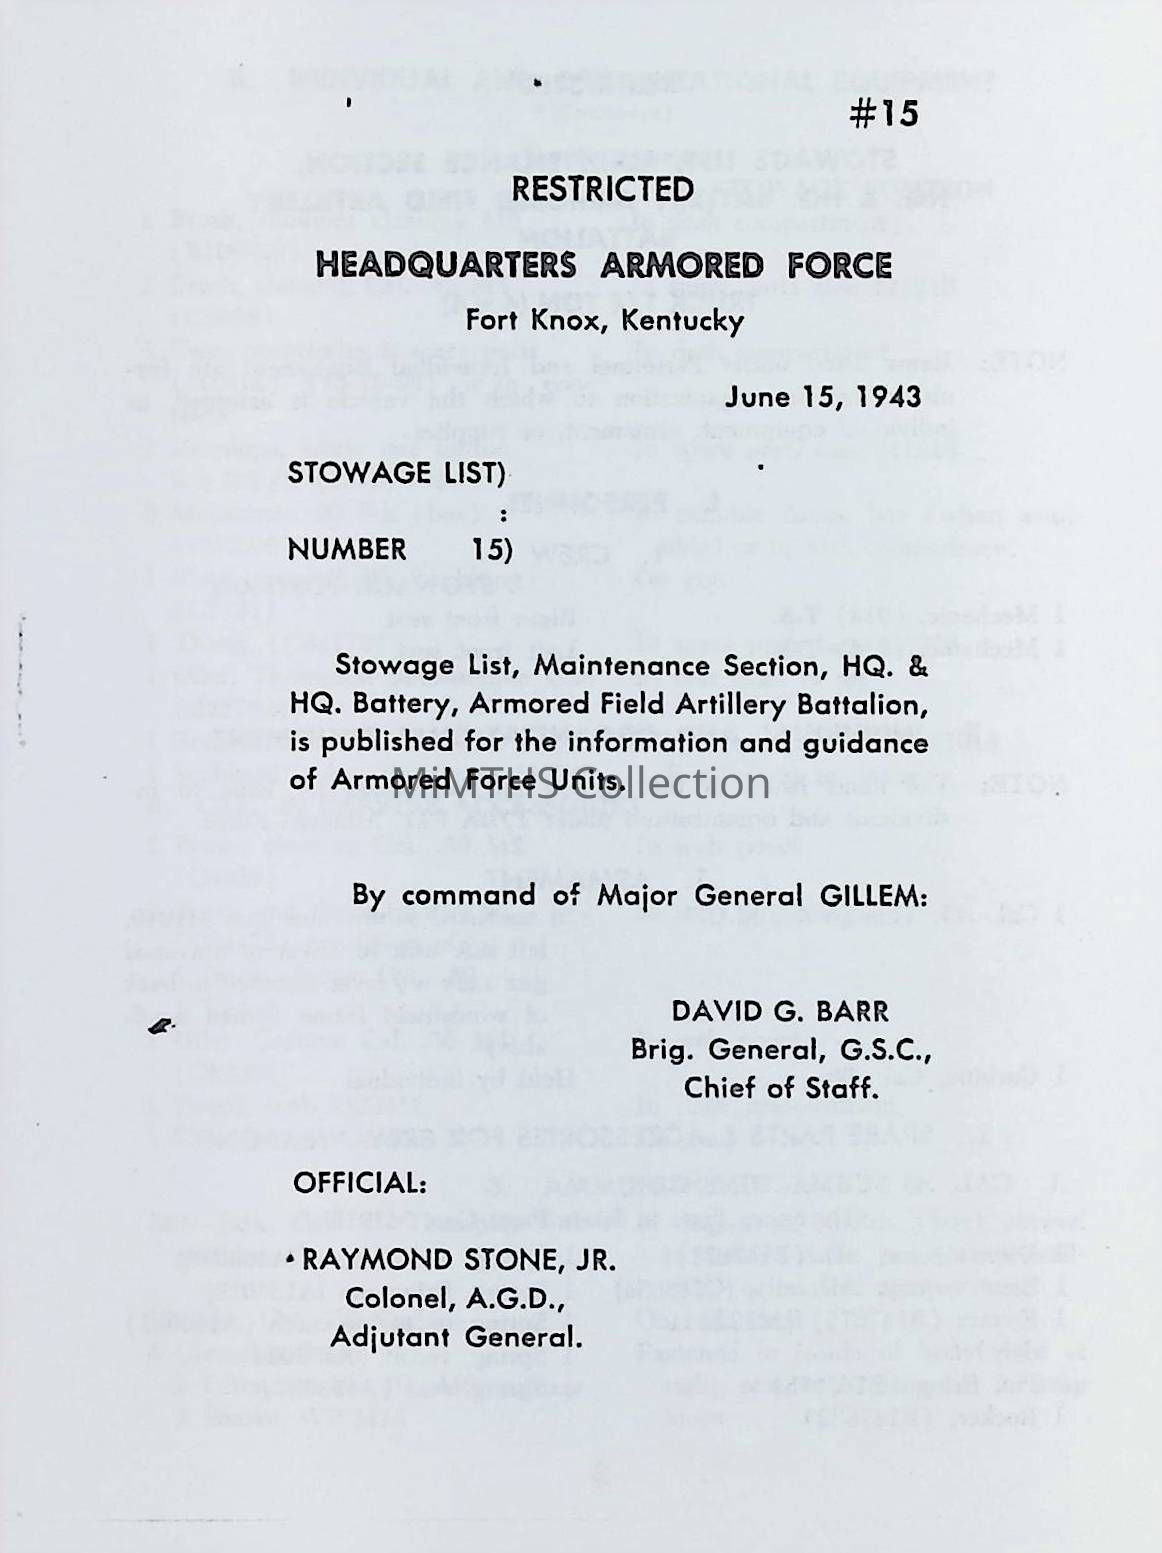 #15
RESTRICTED
HEADQUARTERS ARMORED FORCE
Fort Knox, Kentucky
June 15, 1943
STOWAGE LIST)
:
NUMBER 15)
Stowage List, Maintenance Section, HQ. &
HQ. Battery, Armored Field Artillery Battalion,
is published for the information and guidance
of Armored Force Units.
MiMTHS Collection
By command of Major General GILLEM:
DAVID G. BARR
Brig. General, G.S.C.,
Chief of Staff.
OFFICIAL:
RAYMOND STONE, JR.
Colonel, A.G.D.,
Adjutant General.